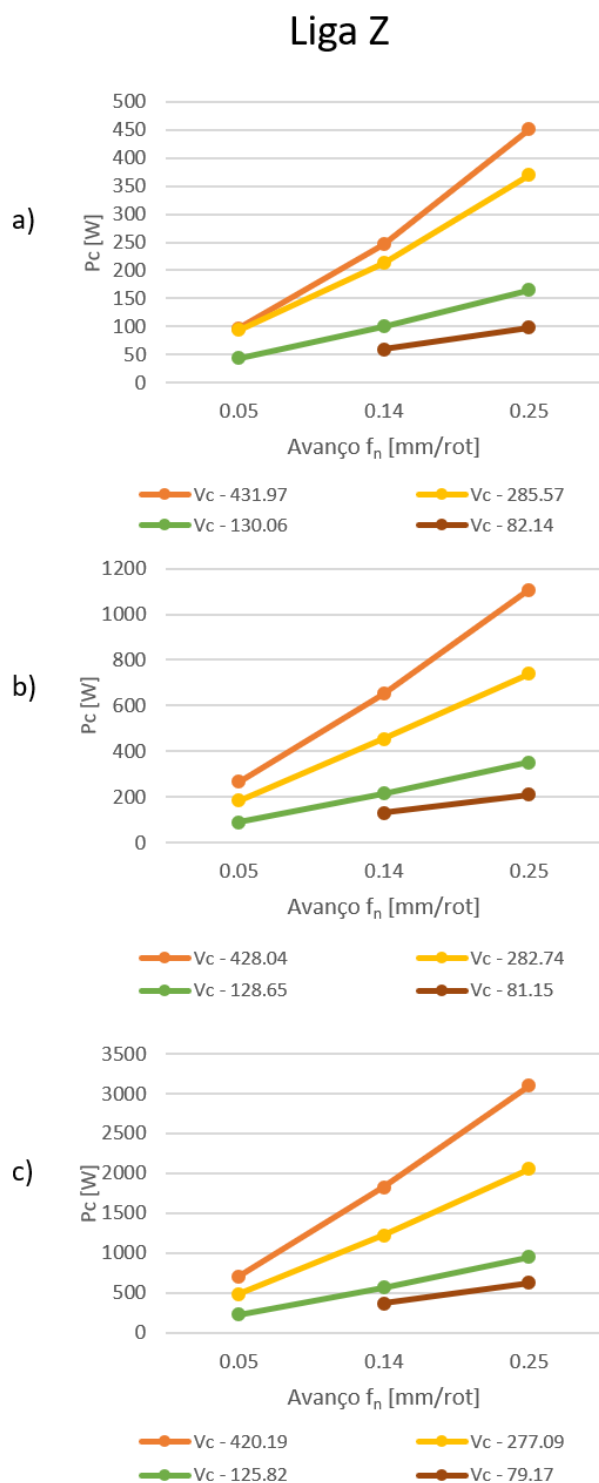 Liga Z
a)
Pc [W]
500
450
400
350
300
250
200
150
100
50
0
0.05 0.14 0.25
Avanço fn [mm/rot]
Vc - 431.97 Vc - 285.57
Vc - 130.06 Vc - 82.14
b)
Pc [W]
1200
1000
800
600
400
200
0
0.05 0.14 0.25
Avanço fn [mm/rot]
Vc - 428.04 Vc - 282.74
Vc - 128.65 Vc - 81.15
c)
Pc [W]
3500
3000
2500
2000
1500
1000
500
0
0.05 0.14 0.25
Avanço fn [mm/rot]
Vc - 420.19 Vc - 277.09
Vc - 125.82 Vc - 79.17